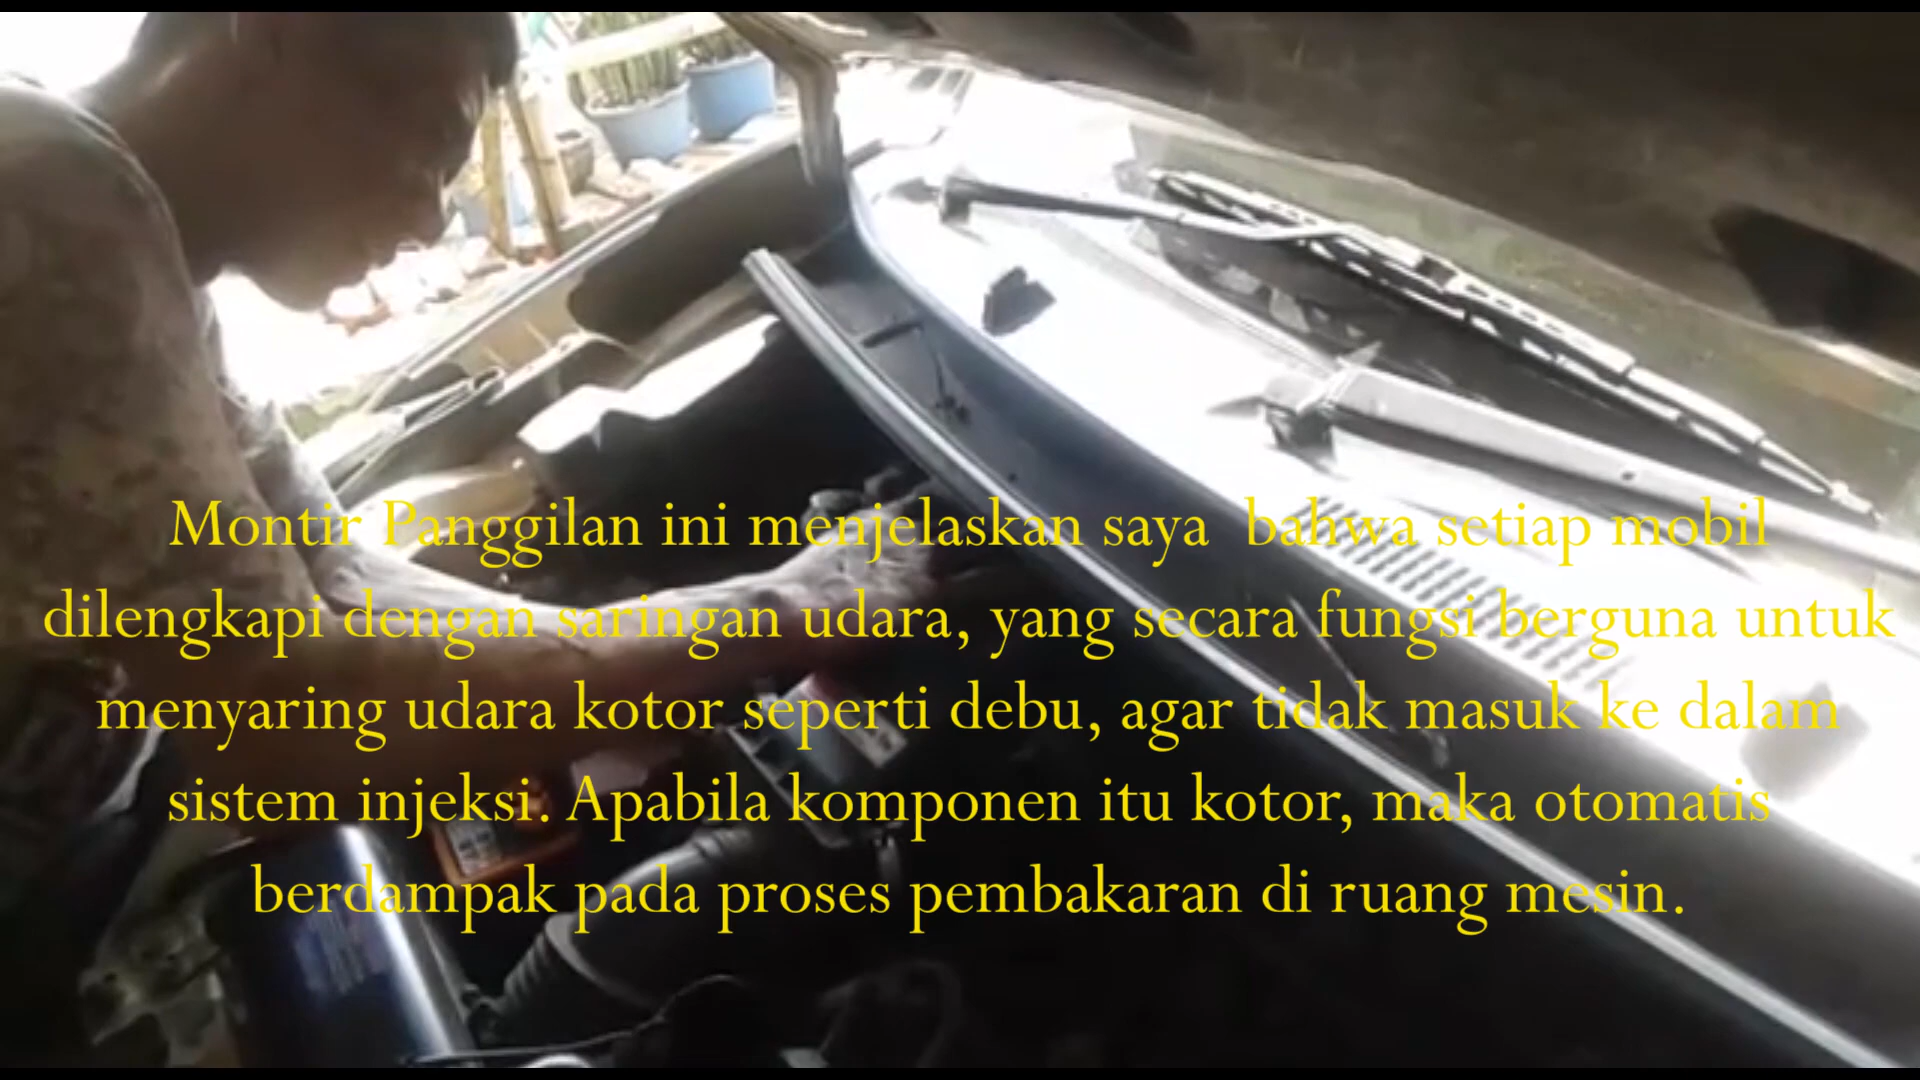 Montir Panggilan ini menjelaskan saya  bahwa setiap mobil
dilengkapi dengan saringan udara, yang secara fungsi berguna untuk
menyaring udara kotor seperti debu, agar tidak masuk ke dalam
sistem injeksi. Apabila komponen itu kotor, maka otomatis
berdampak pada proses pembakaran di ruang mesin.